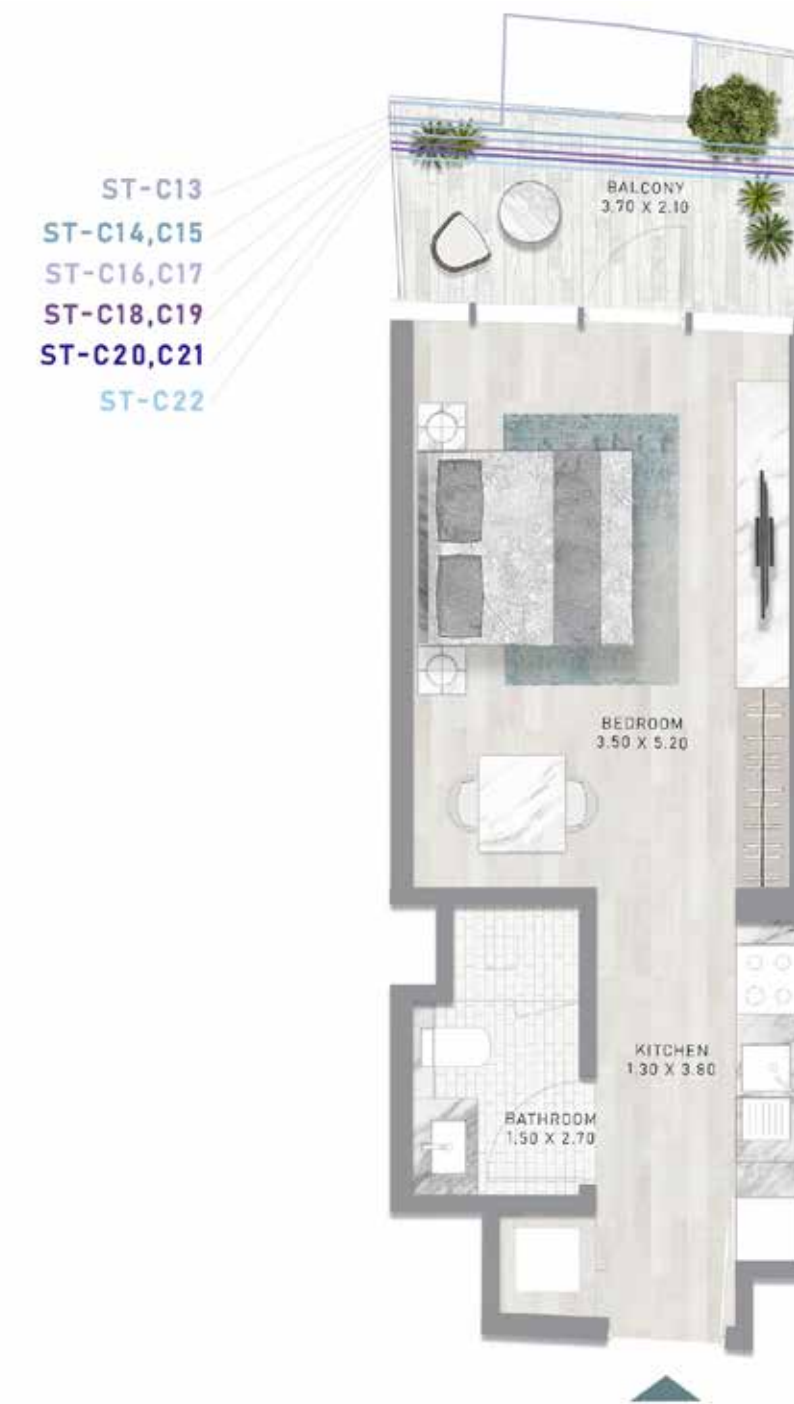 ST-C13
ST-C14,C15
ST-C16,C17
ST-C18,C19
ST-C20,C21
ST-C22
BALCONY
3.70 X 2.10
BEDROOM
3.50 X 5.20
KITCHEN
1.30 X 3.80
BATHROOM
1.50 X 2.70